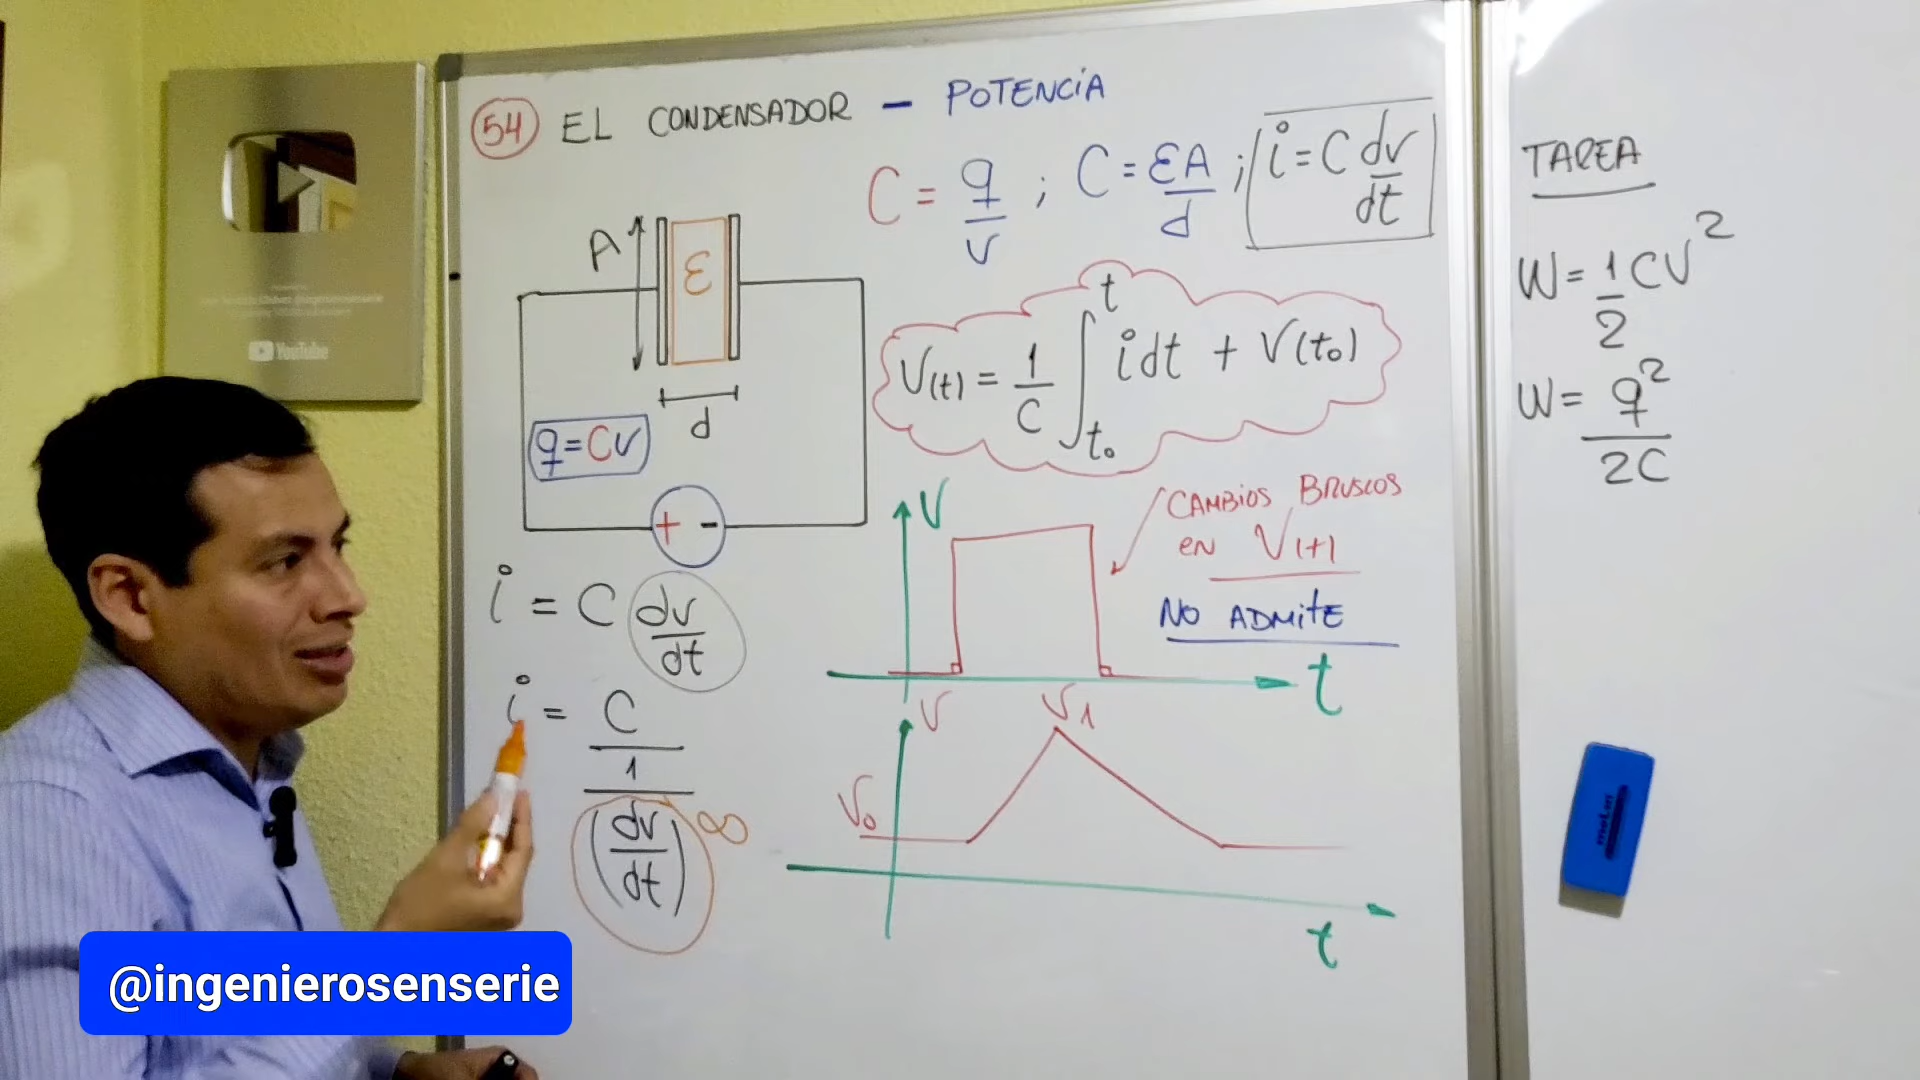 54 EL CONDENSADOR - POTENCiA
C = q/v ; C = εA/d ; i = C dv/dt
A
ε
d
q = Cv
+ -
V(t) = 1/C ∫ t t₀ i dt + V(t₀)
i = C dv/dt
i = C/1/(dv/dt) ∞
V
CAMBiOS BRUSCOS
en V(t)
NO ADMitE
t
V
V₁
V₀
t
TAREA
W = 1/2 CV²
W = q²/2C
YouTube
melon
@ingenierosenserie